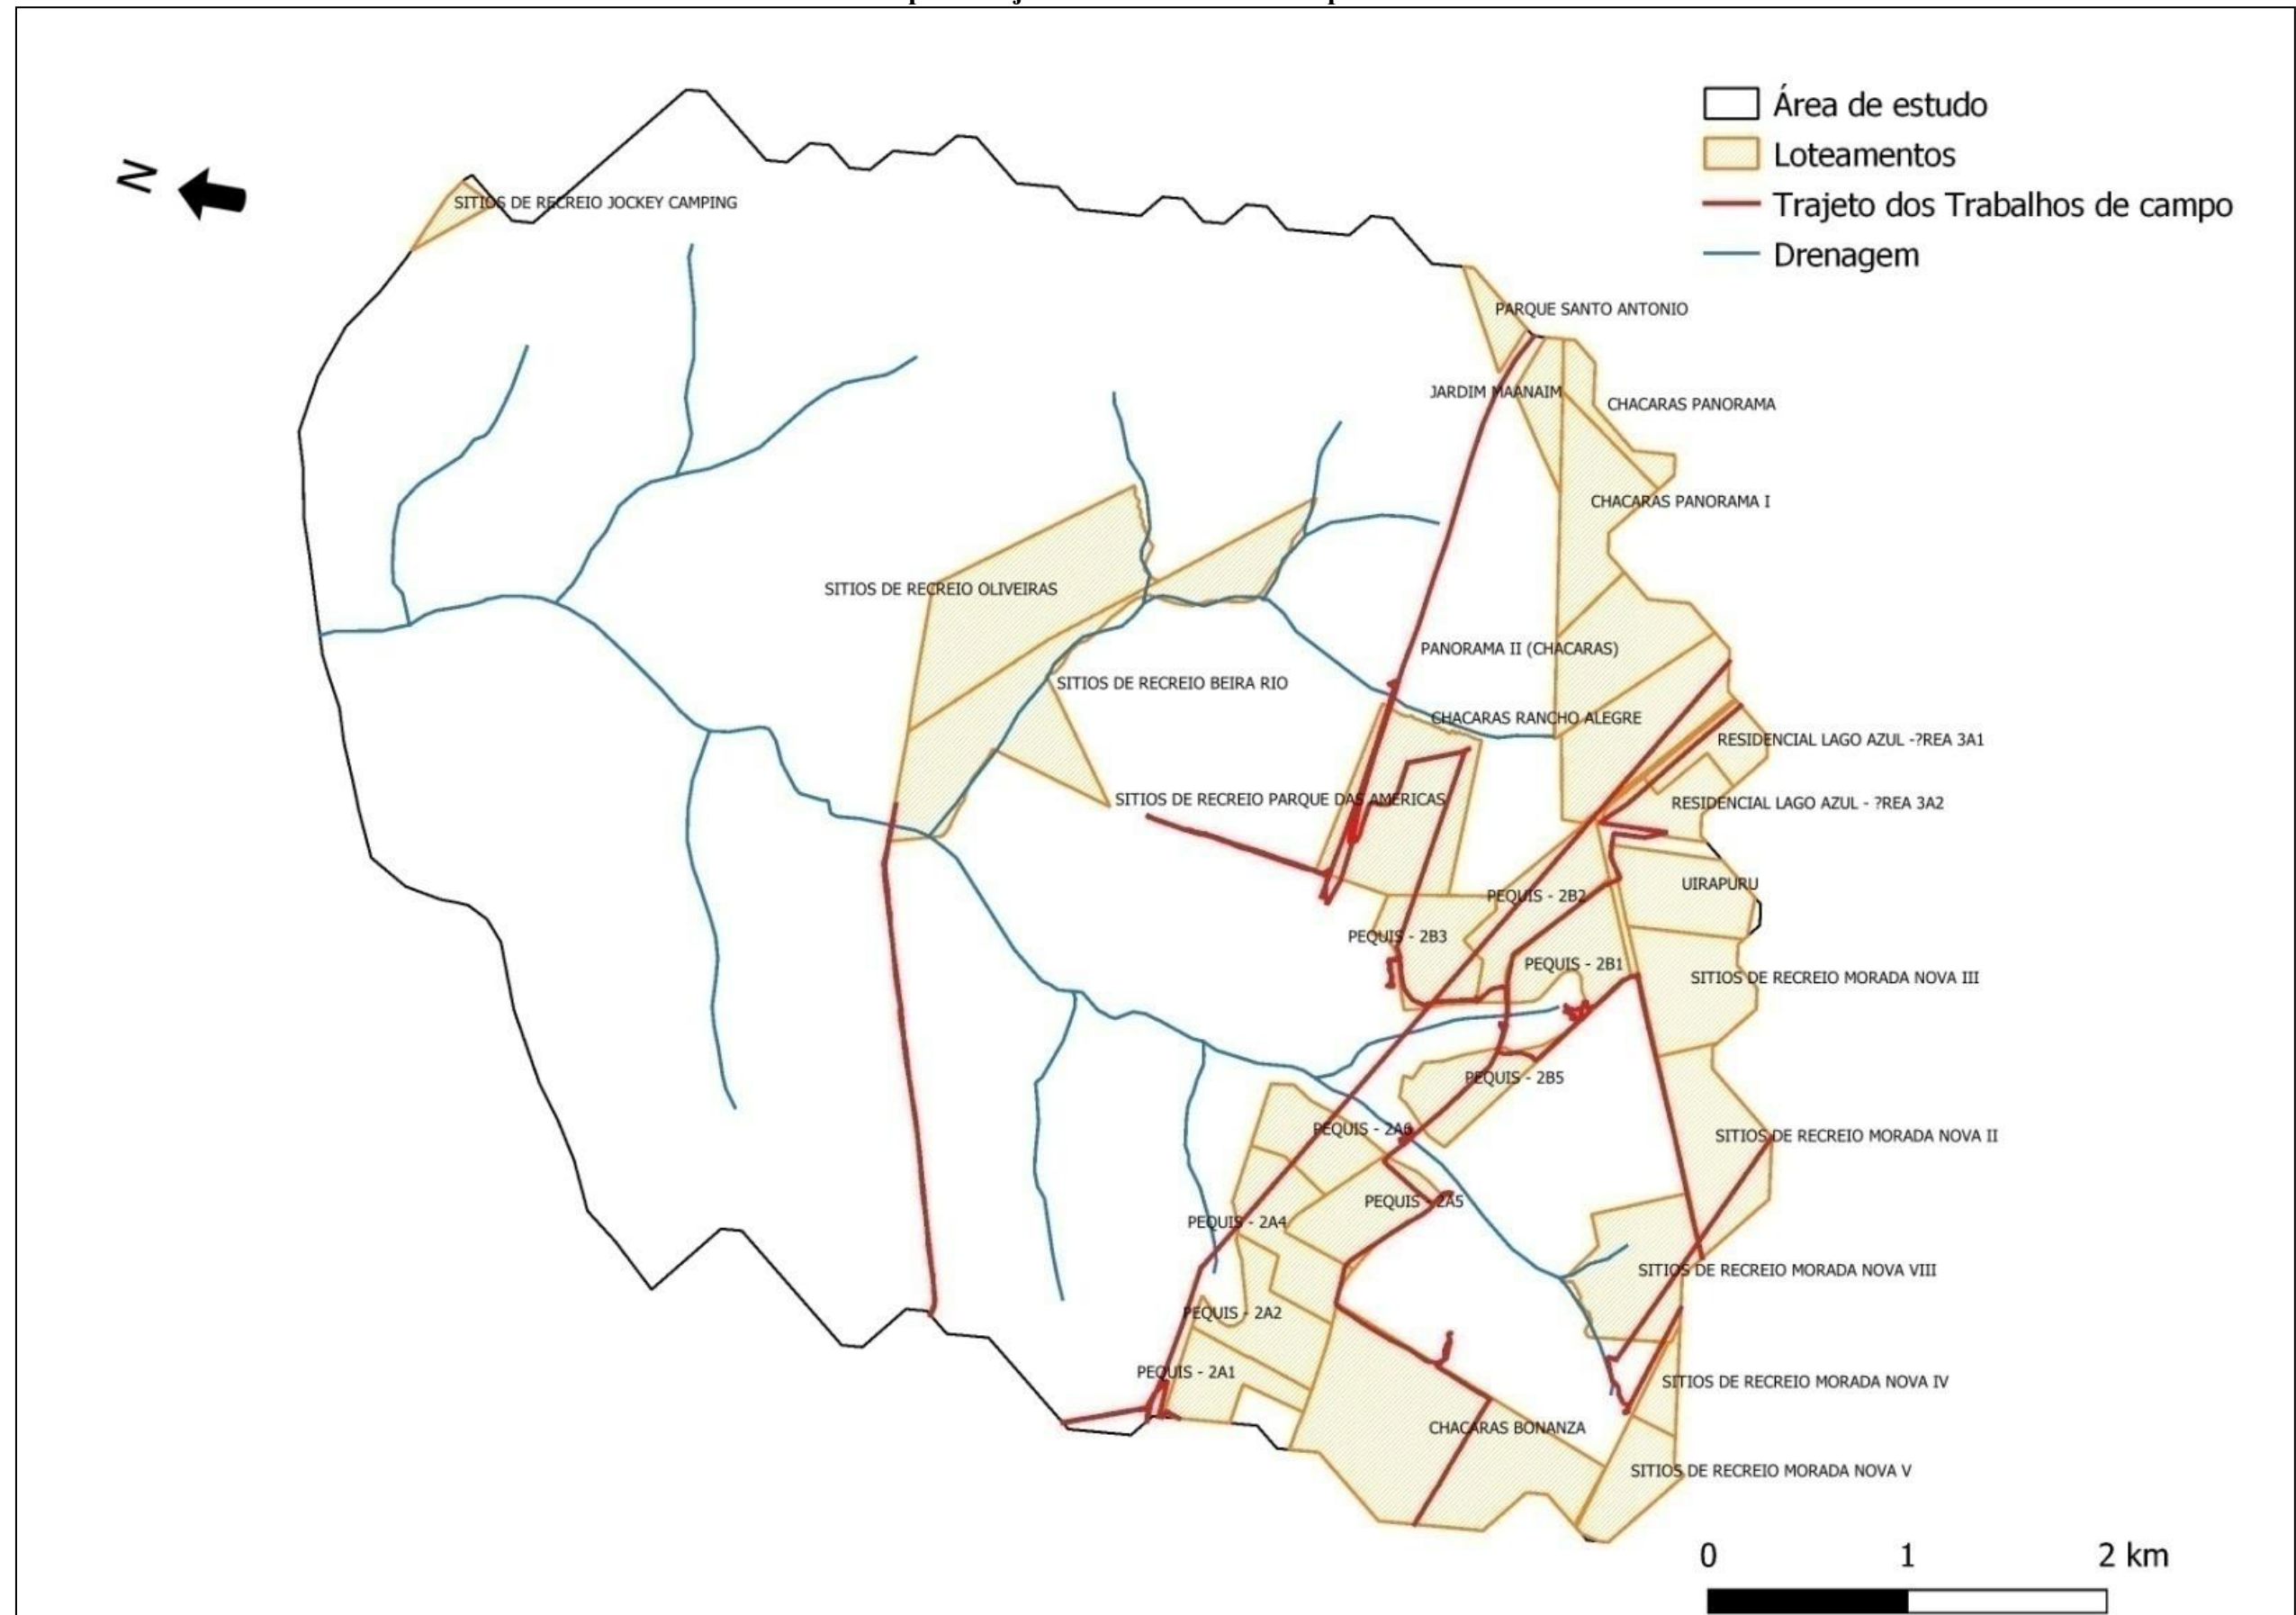 Área de estudo
Loteamentos
Trajeto dos Trabalhos de campo
Drenagem
N
SITIOS DE RECREIO JOCKEY CAMPING
PARQUE SANTO ANTONIO
JARDIM MAANAIM
CHACARAS PANORAMA
CHACARAS PANORAMA I
SITIOS DE RECREIO OLIVEIRAS
PANORAMA II (CHACARAS)
SITIOS DE RECREIO BEIRA RIO
CHACARAS RANCHO ALEGRE
RESIDENCIAL LAGO AZUL -?REA 3A1
SITIOS DE RECREIO PARQUE DAS AMERICAS
RESIDENCIAL LAGO AZUL - ?REA 3A2
UIRAPURU
PEQUIS - 2B2
PEQUIS - 2B3
PEQUIS - 2B1
SITIOS DE RECREIO MORADA NOVA III
PEQUIS - 2B5
PEQUIS - 2A6
SITIOS DE RECREIO MORADA NOVA II
PEQUIS - 2A5
PEQUIS - 2A4
SITIOS DE RECREIO MORADA NOVA VIII
PEQUIS - 2A2
PEQUIS - 2A1
SITIOS DE RECREIO MORADA NOVA IV
CHACARAS BONANZA
SITIOS DE RECREIO MORADA NOVA V
0 1 2 km